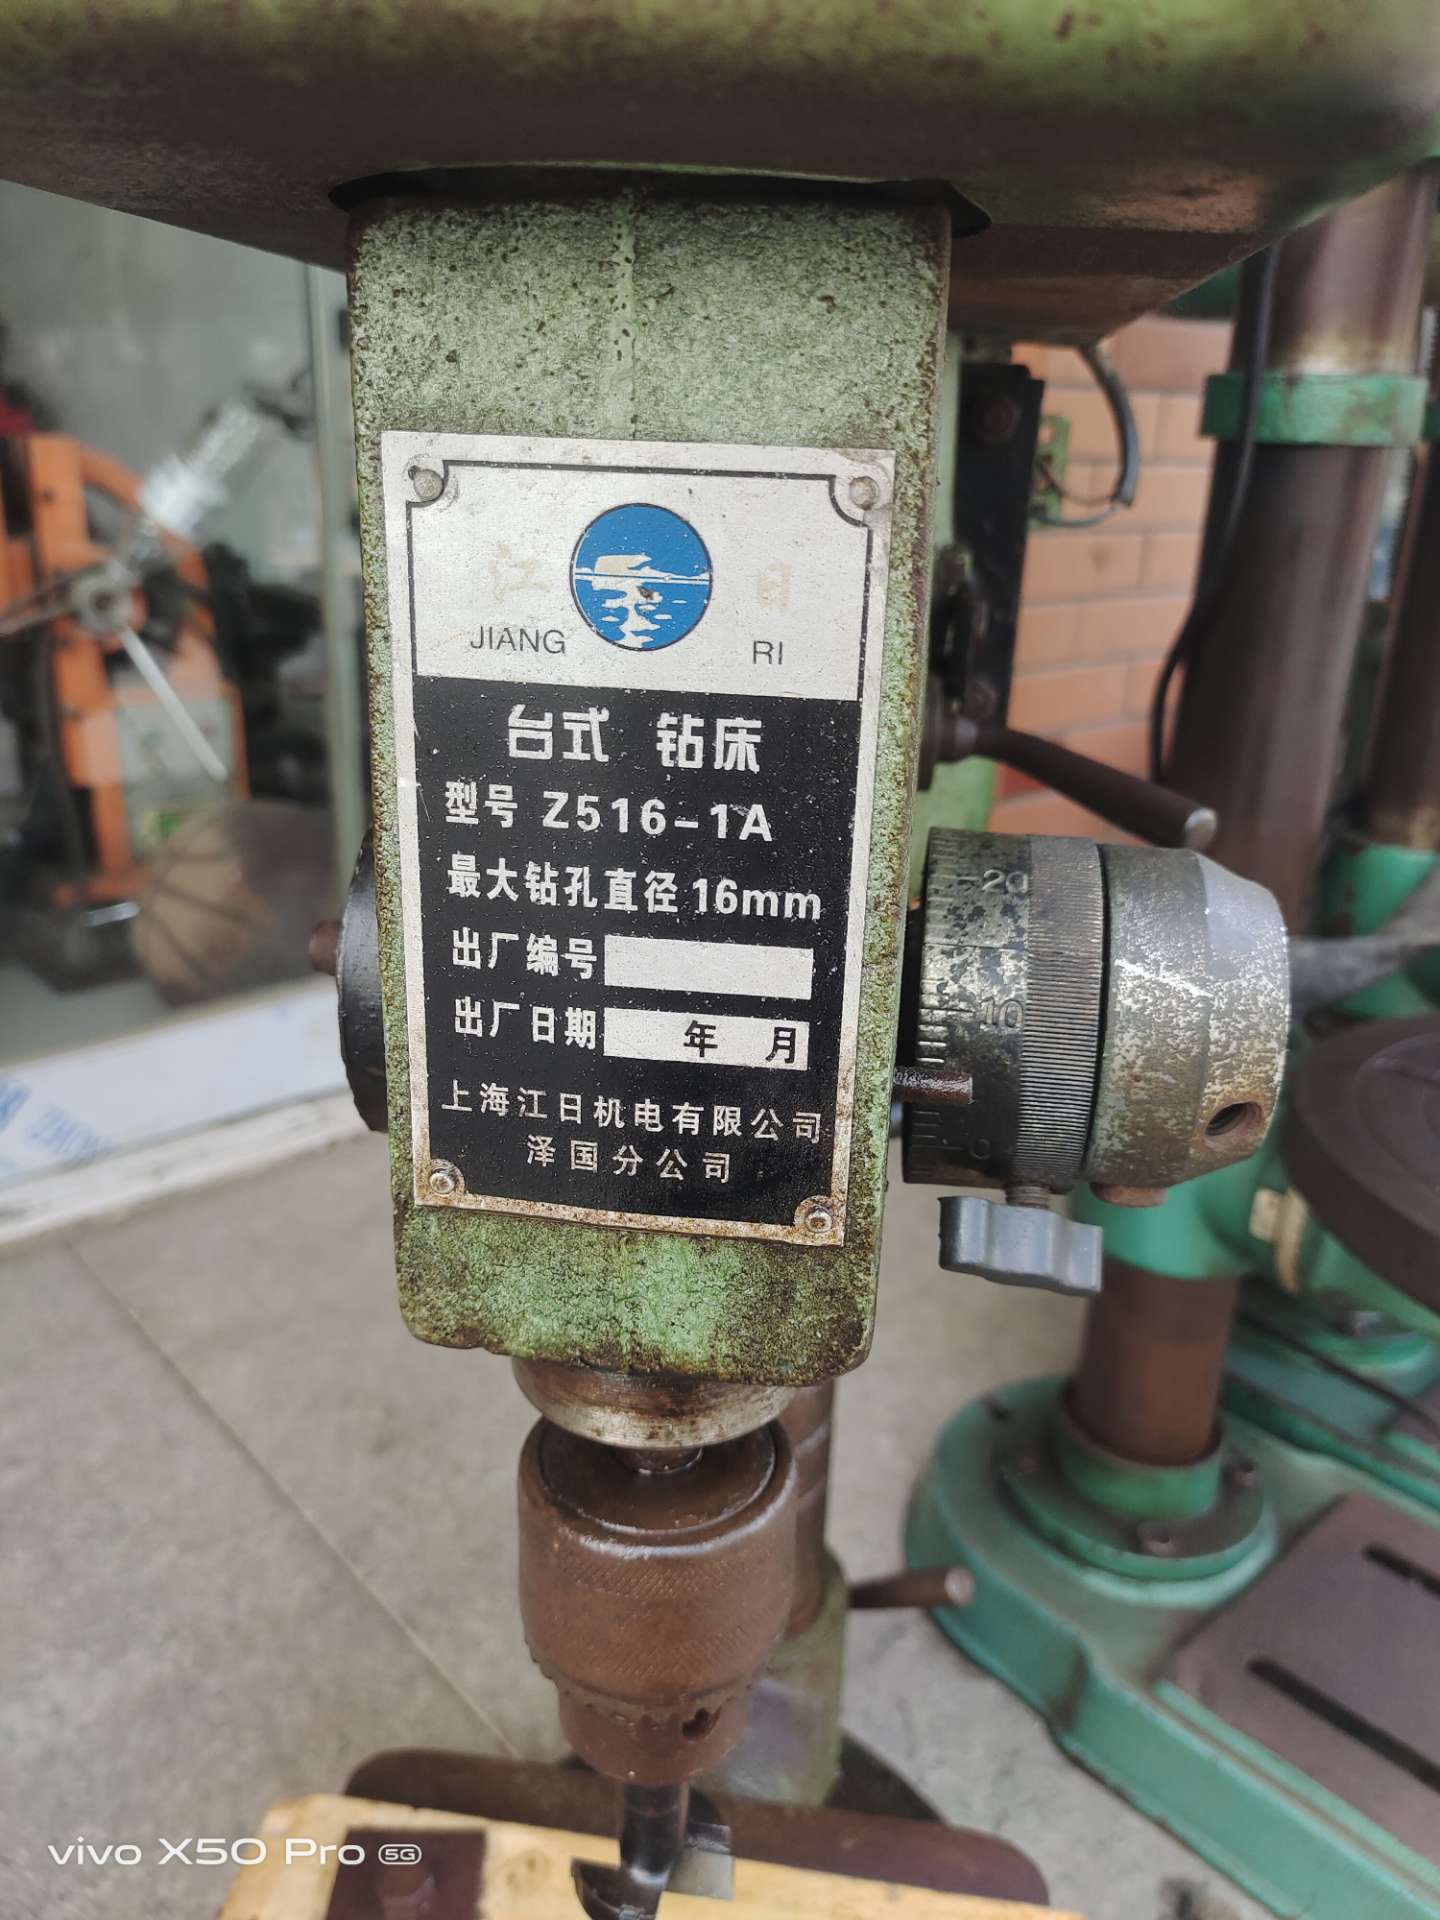 江 日
JIANG RI
台式 钻床
型号 Z516-1A
最大钻孔直径 16mm
出厂编号
出厂日期 年 月
上海江日机电有限公司
泽国分公司
20
10
0
vivo X50 Pro 5G